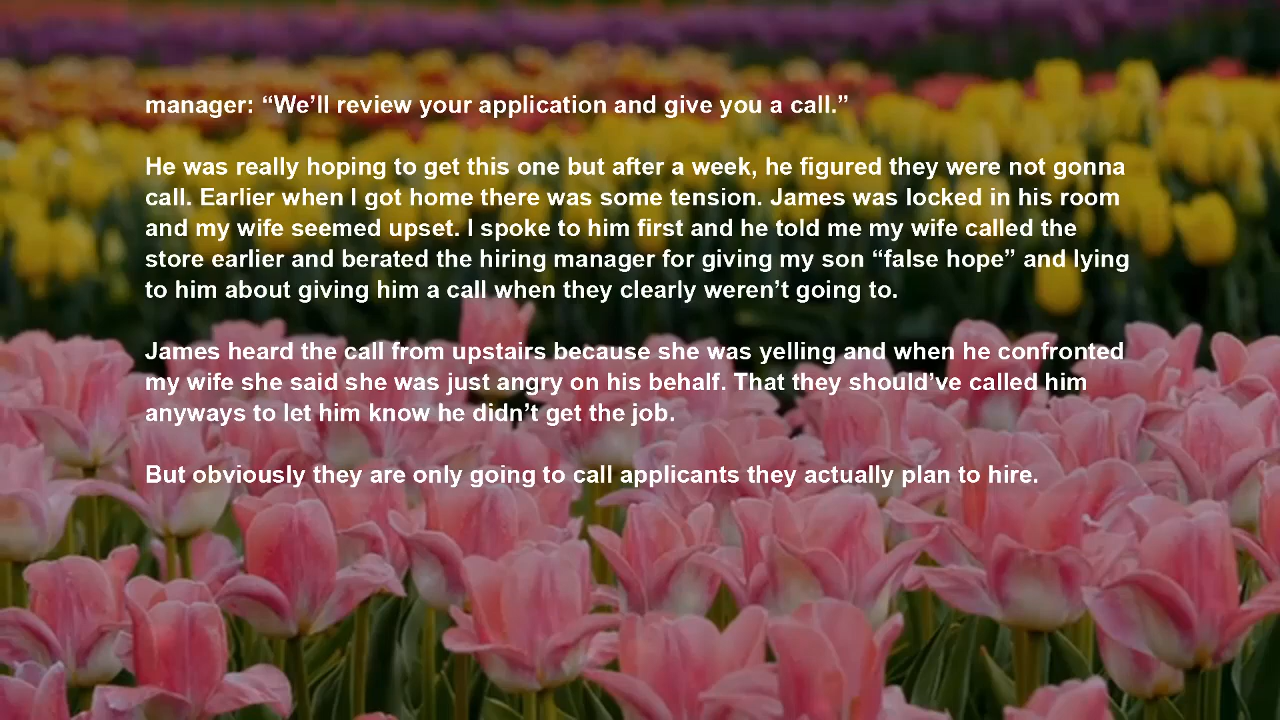 manager: “We’ll review your application and give you a call.”
He was really hoping to get this one but after a week, he figured they were not gonna
call. Earlier when I got home there was some tension. James was locked in his room
and my wife seemed upset. I spoke to him first and he told me my wife called the
store earlier and berated the hiring manager for giving my son “false hope” and lying
to him about giving him a call when they clearly weren’t going to.
James heard the call from upstairs because she was yelling and when he confronted
my wife she said she was just angry on his behalf. That they should’ve called him
anyways to let him know he didn’t get the job.
But obviously they are only going to call applicants they actually plan to hire.